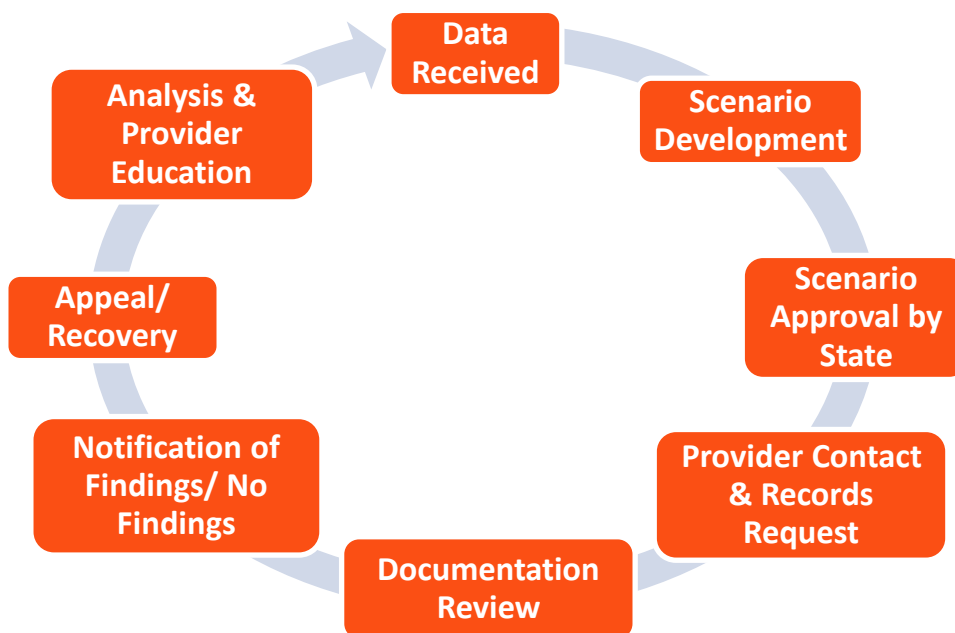 Data
Received
Scenario
Development
Scenario
Approval by
State
Provider Contact
& Records
Request
Documentation
Review
Notification of
Findings/ No
Findings
Appeal/
Recovery
Analysis &
Provider
Education